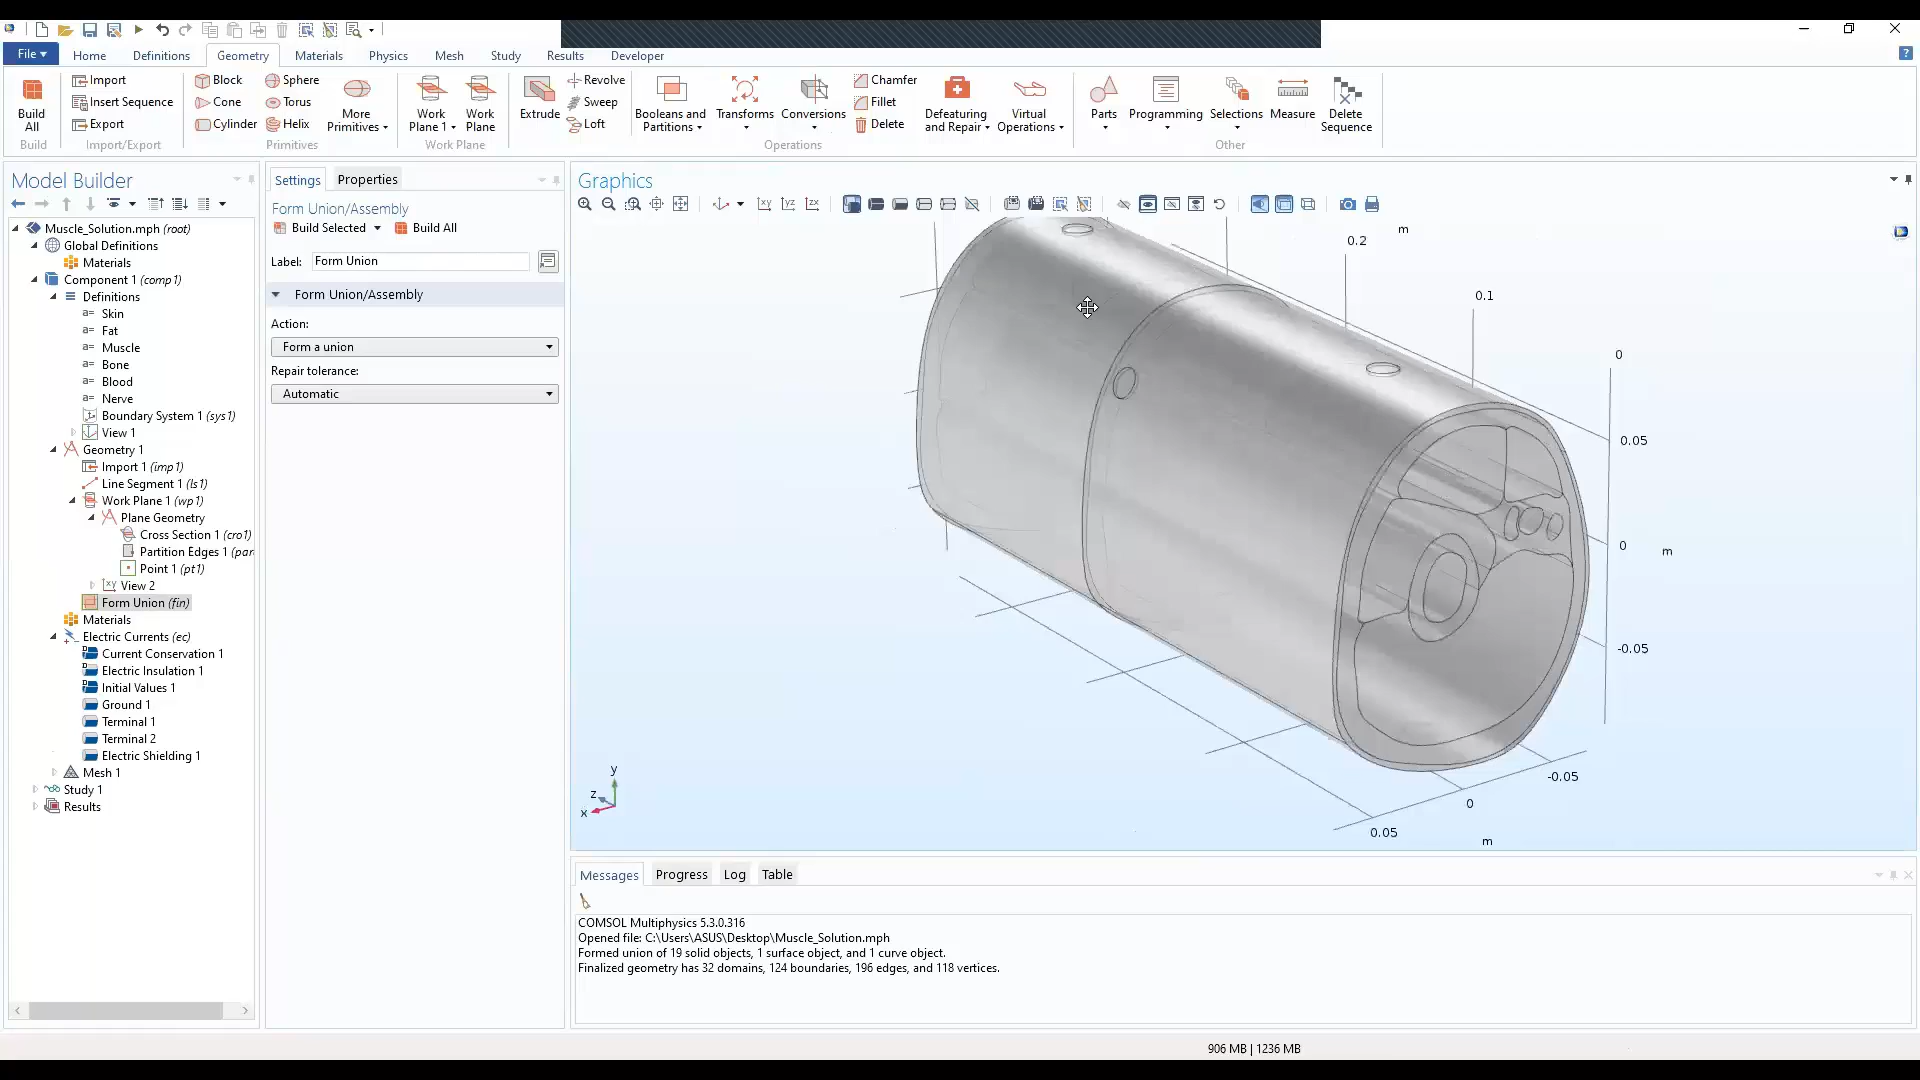 File Home Definitions Geometry Materials Physics Mesh Study Results Developer
Build All
Build
Import
Insert Sequence
Export
Import/Export
Block Sphere
Cone Torus
Cylinder Helix
More Primitives
Primitives
Work Plane 1
Work Plane
Work Plane
Extrude
Revolve
Sweep
Loft
Booleans and Partitions
Transforms
Conversions
Chamfer
Fillet
Delete
Defeaturing and Repair
Virtual Operations
Operations
Parts
Programming
Selections
Measure
Delete Sequence
Other
Model Builder
Muscle_Solution.mph (root)
Global Definitions
Materials
Component 1 (comp1)
Definitions
a= Skin
a= Fat
a= Muscle
a= Bone
a= Blood
a= Nerve
Boundary System 1 (sys1)
View 1
Geometry 1
Import 1 (imp1)
Line Segment 1 (ls1)
Work Plane 1 (wp1)
Plane Geometry
Cross Section 1 (cro1)
Partition Edges 1 (par
Point 1 (pt1)
View 2
Form Union (fin)
Materials
Electric Currents (ec)
Current Conservation 1
Electric Insulation 1
Initial Values 1
Ground 1
Terminal 1
Terminal 2
Electric Shielding 1
Mesh 1
Study 1
Results
Settings Properties
Form Union/Assembly
Build Selected Build All
Label: Form Union
Form Union/Assembly
Action:
Form a union
Repair tolerance:
Automatic
Graphics
xy yz zx
m
0.2
0.1
0
0.05
0
m
-0.05
-0.05
0
0.05
m
y
z
x
Messages Progress Log Table
COMSOL Multiphysics 5.3.0.316
Opened file: C:\Users\ASUS\Desktop\Muscle_Solution.mph
Formed union of 19 solid objects, 1 surface object, and 1 curve object.
Finalized geometry has 32 domains, 124 boundaries, 196 edges, and 118 vertices.
906 MB | 1236 MB